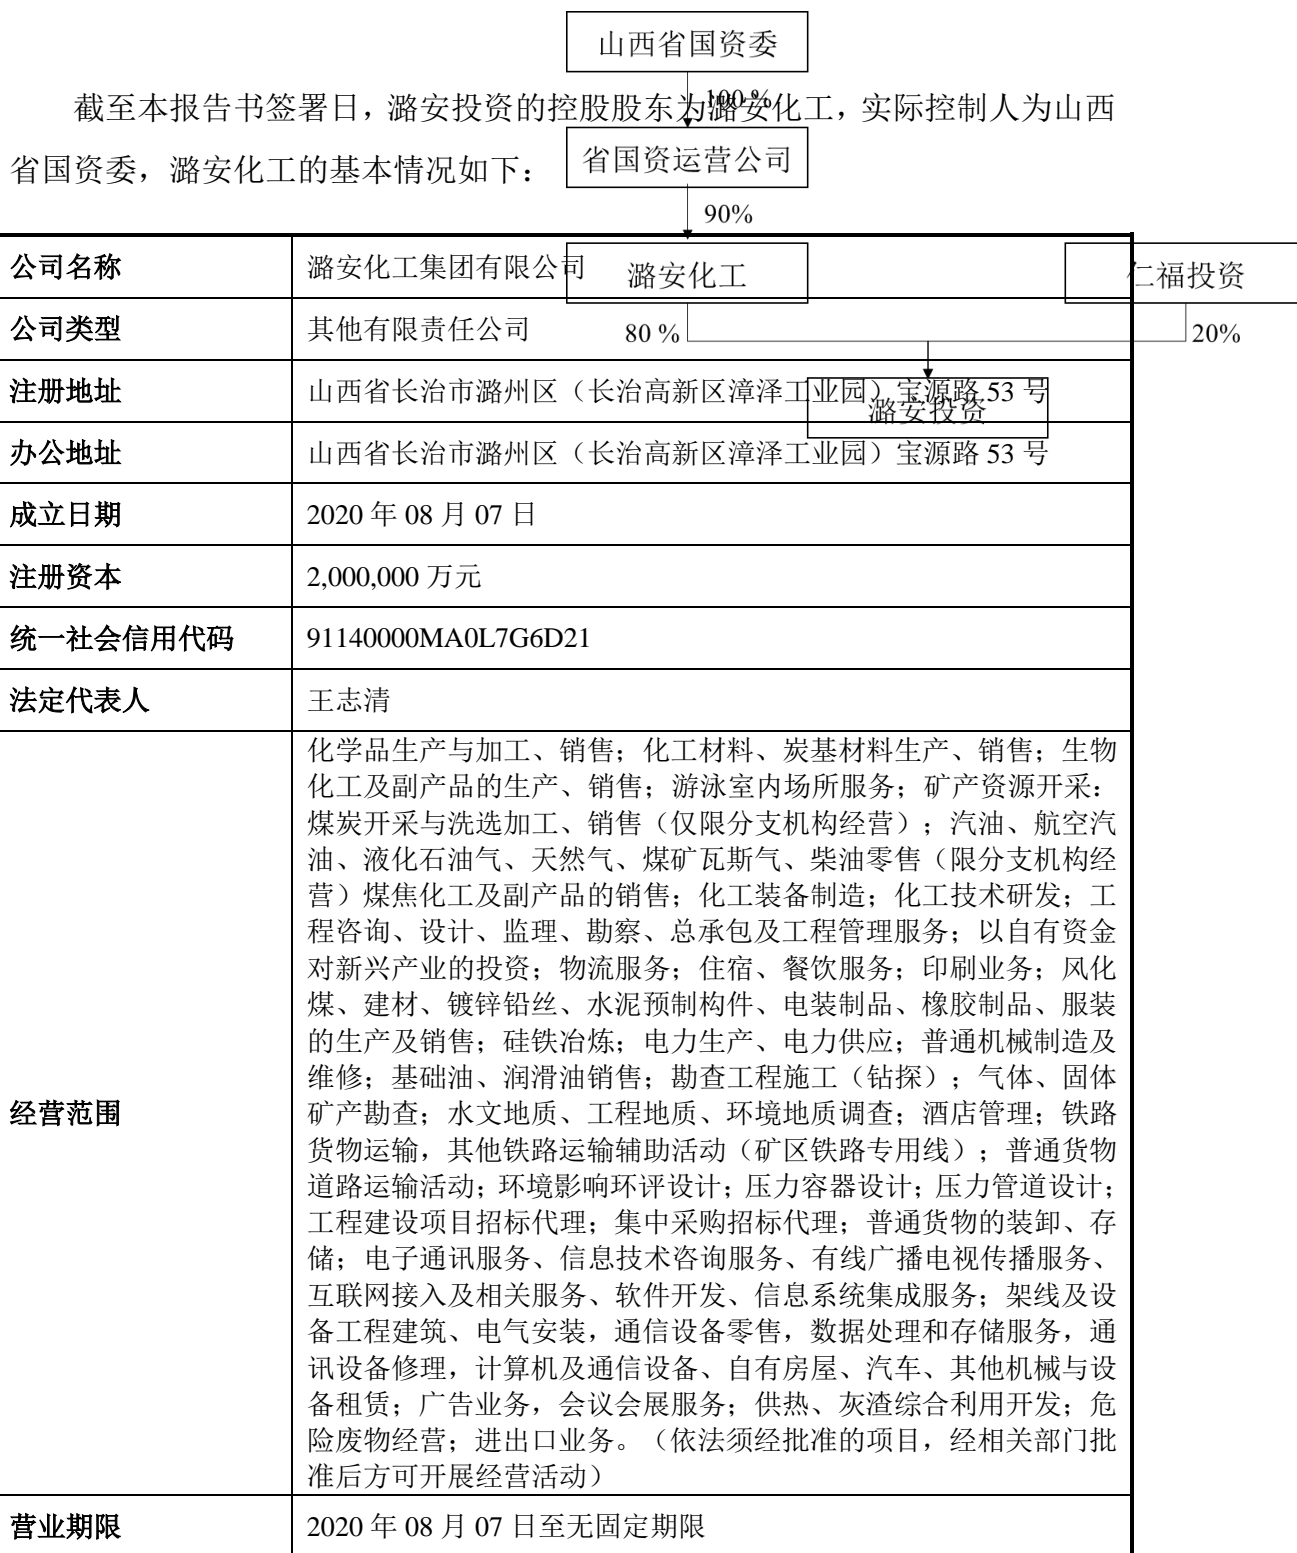 山西省国资委
100 %
截至本报告书签署日，潞安投资的控股股东为潞安化工，实际控制人为山西
省国资委，潞安化工的基本情况如下：
省国资运营公司
90%
公司名称 潞安化工集团有限公司
潞安化工
仁福投资
公司类型 其他有限责任公司
80 %
20%
注册地址 山西省长治市潞州区（长治高新区漳泽工业园）宝源路 53 号
潞安投资
办公地址 山西省长治市潞州区（长治高新区漳泽工业园）宝源路 53 号
成立日期 2020 年 08 月 07 日
注册资本 2,000,000 万元
统一社会信用代码 91140000MA0L7G6D21
法定代表人 王志清
经营范围
化学品生产与加工、销售；化工材料、炭基材料生产、销售；生物
化工及副产品的生产、销售；游泳室内场所服务；矿产资源开采：
煤炭开采与洗选加工、销售（仅限分支机构经营）；汽油、航空汽
油、液化石油气、天然气、煤矿瓦斯气、柴油零售（限分支机构经
营）煤焦化工及副产品的销售；化工装备制造；化工技术研发；工
程咨询、设计、监理、勘察、总承包及工程管理服务；以自有资金
对新兴产业的投资；物流服务；住宿、餐饮服务；印刷业务；风化
煤、建材、镀锌铅丝、水泥预制构件、电装制品、橡胶制品、服装
的生产及销售；硅铁冶炼；电力生产、电力供应；普通机械制造及
维修；基础油、润滑油销售；勘查工程施工（钻探）；气体、固体
矿产勘查；水文地质、工程地质、环境地质调查；酒店管理；铁路
货物运输，其他铁路运输辅助活动（矿区铁路专用线）；普通货物
道路运输活动；环境影响环评设计；压力容器设计；压力管道设计；
工程建设项目招标代理；集中采购招标代理；普通货物的装卸、存
储；电子通讯服务、信息技术咨询服务、有线广播电视传播服务、
互联网接入及相关服务、软件开发、信息系统集成服务；架线及设
备工程建筑、电气安装，通信设备零售，数据处理和存储服务，通
讯设备修理，计算机及通信设备、自有房屋、汽车、其他机械与设
备租赁；广告业务，会议会展服务；供热、灰渣综合利用开发；危
险废物经营；进出口业务。（依法须经批准的项目，经相关部门批
准后方可开展经营活动）
营业期限 2020 年 08 月 07 日至无固定期限